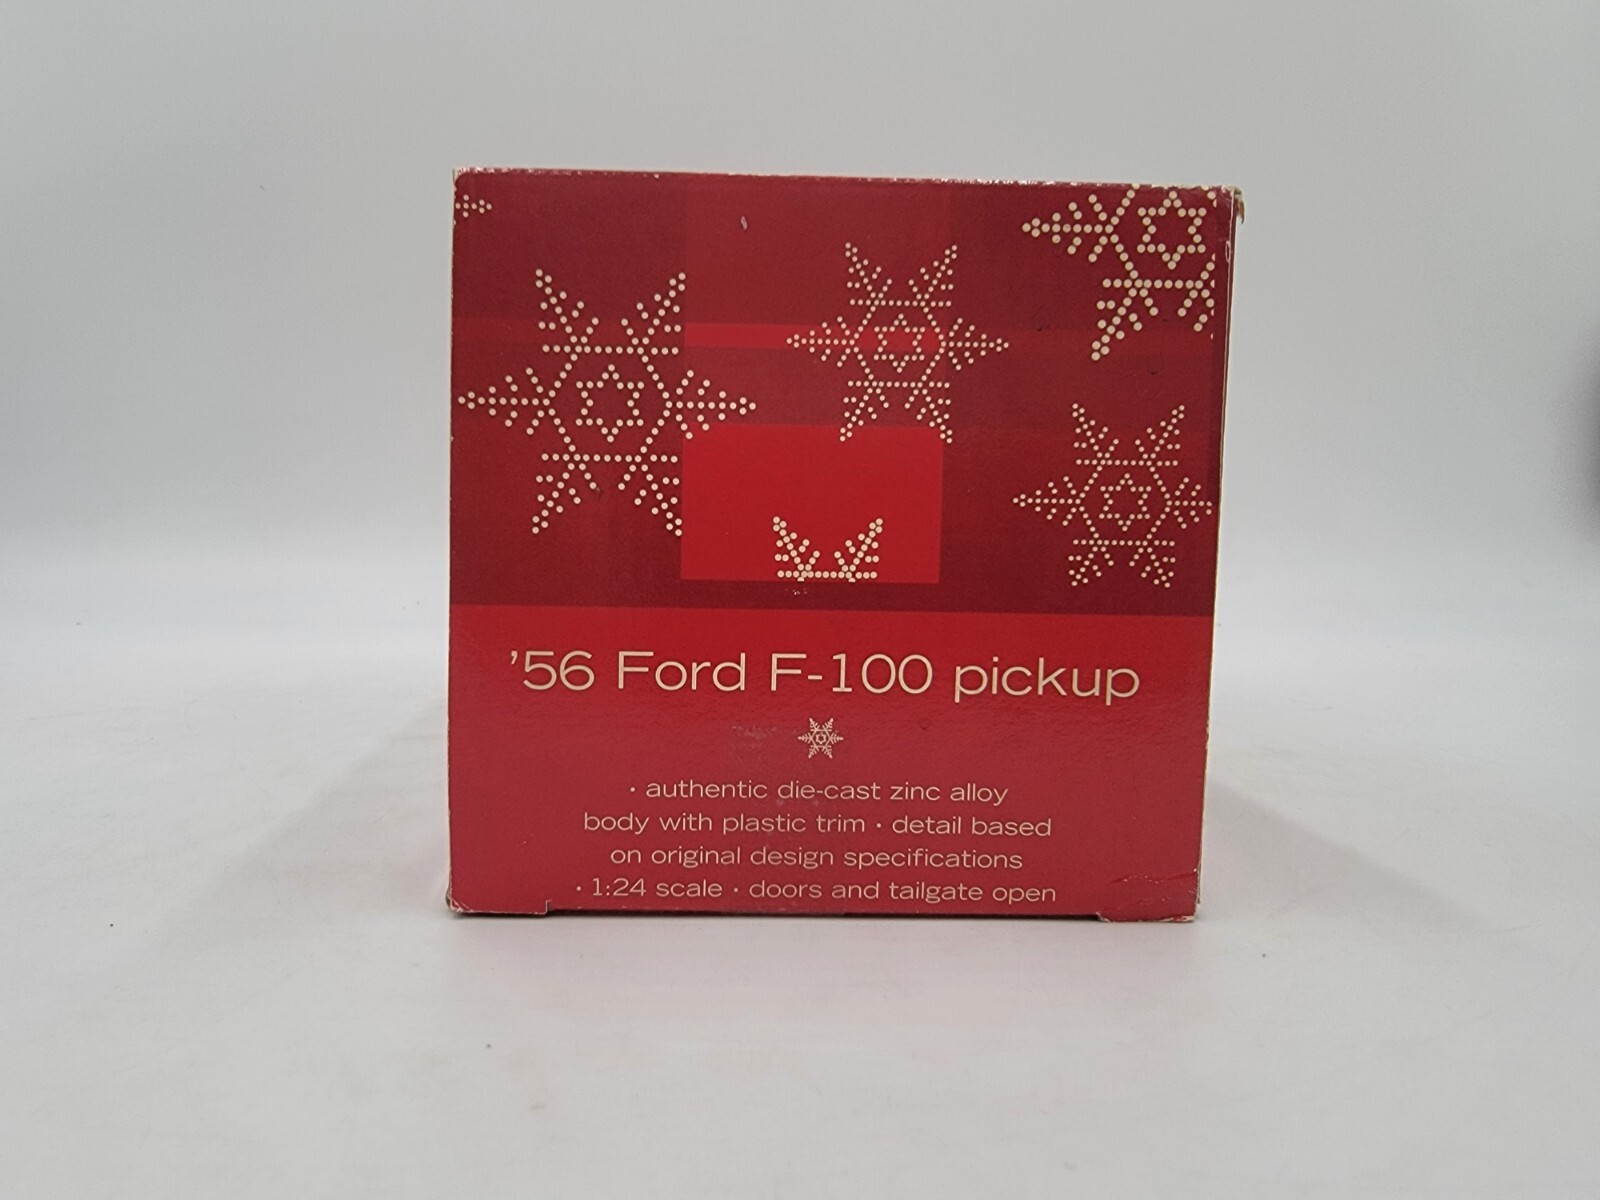 '56 Ford F-100 pickup
· authentic die-cast zinc alloy
body with plastic trim · detail based
on original design specifications
· 1:24 scale · doors and tailgate open